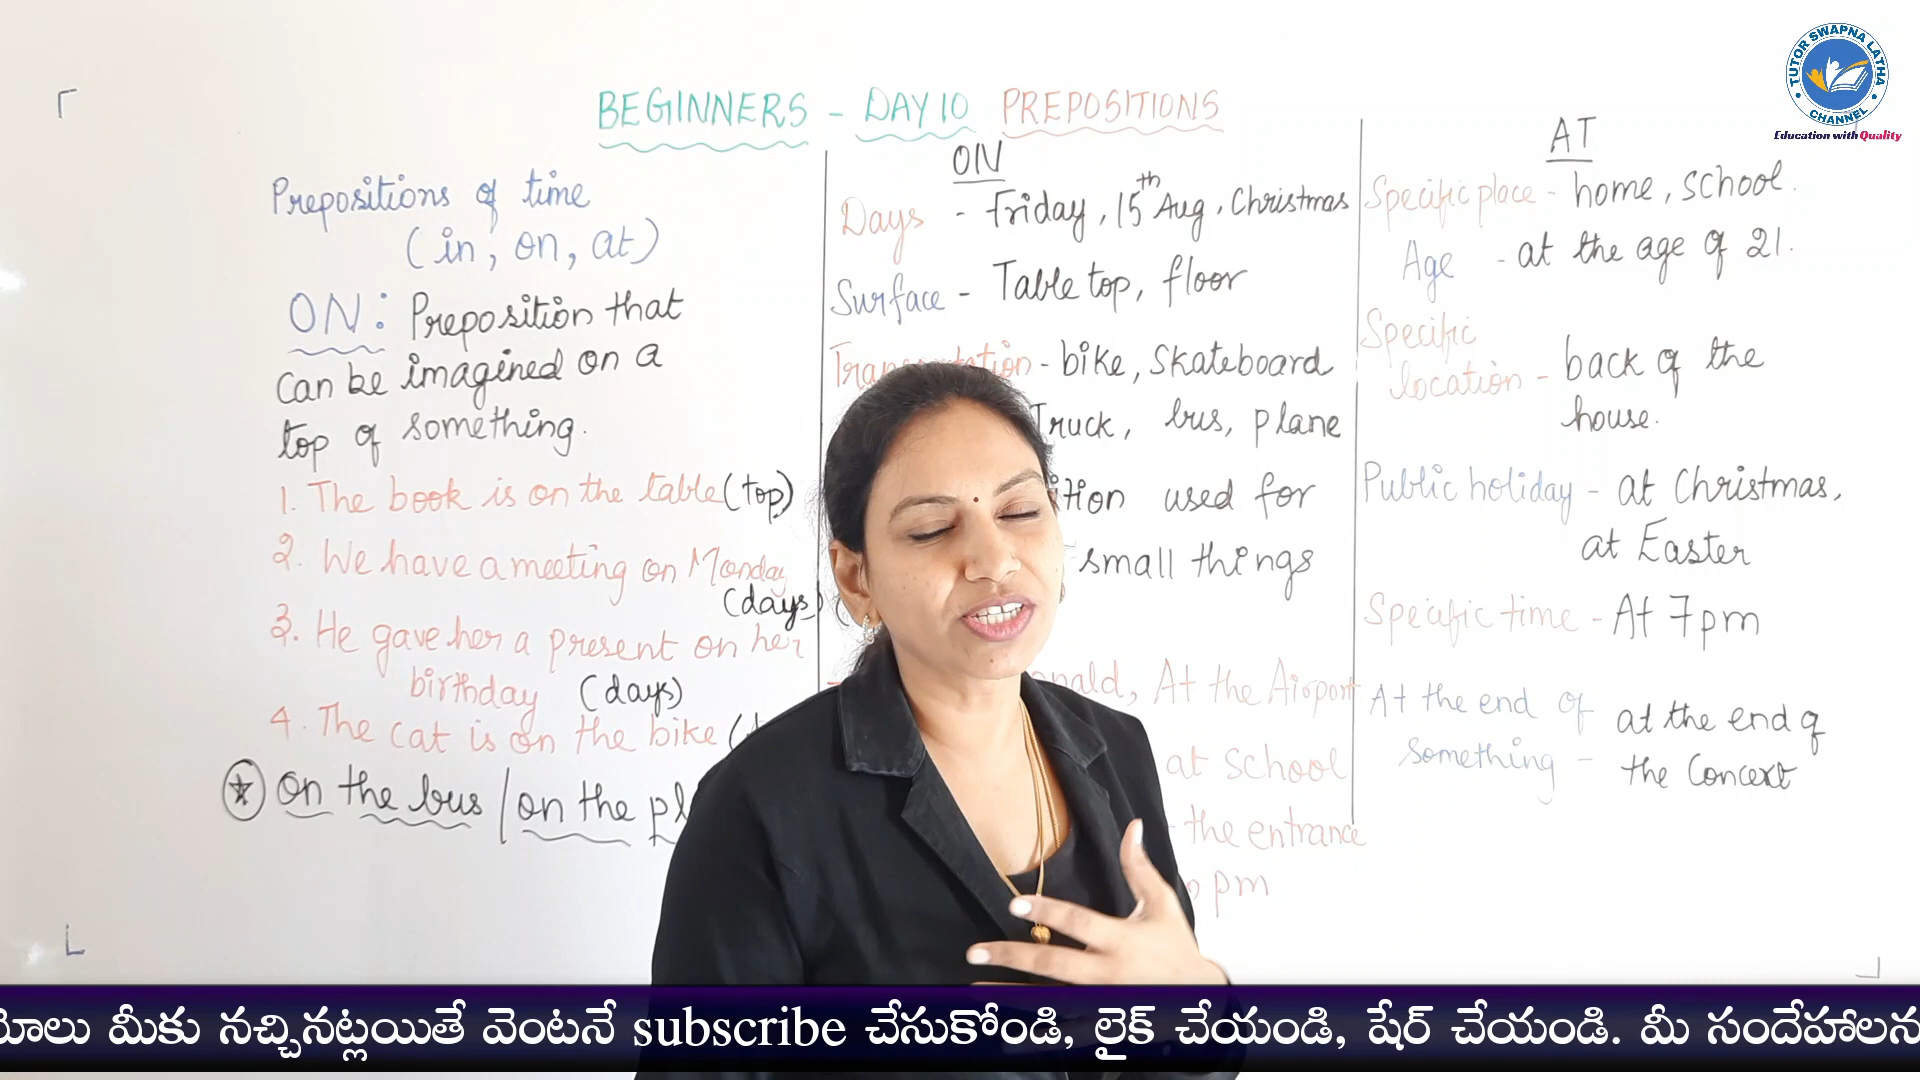 BEGINNERS - DAY 10 PREPOSITIONS
TUTOR SWAPNA LATHA
CHANNEL
Education with Quality
Prepositions of time
(in, on, at)
ON: Preposition that
can be imagined on a
top of something.
1. The book is on the table (top)
2. We have a meeting on Monday
(days)
3. He gave her a present on her
birthday (days)
4. The cat is on the bike
on the bus / on the
ON
Days - Friday, 15th Aug, Christmas
Surface - Table top, floor
- bike, Skateboard
Truck, bus, plane
used for
small things
At the Airport
at school
the entrance
pm
AT
Specific place - home, school.
Age - at the age of 21.
Specific
location - back of the
house.
Public holiday - at Christmas,
at Easter
Specific time - At 7pm
At the end of
something - at the end of
the Concert
మీకు నచ్చినట్లయితే వెంటనే subscribe చేసుకోండి, లైక్ చేయండి, షేర్ చేయండి. మీ